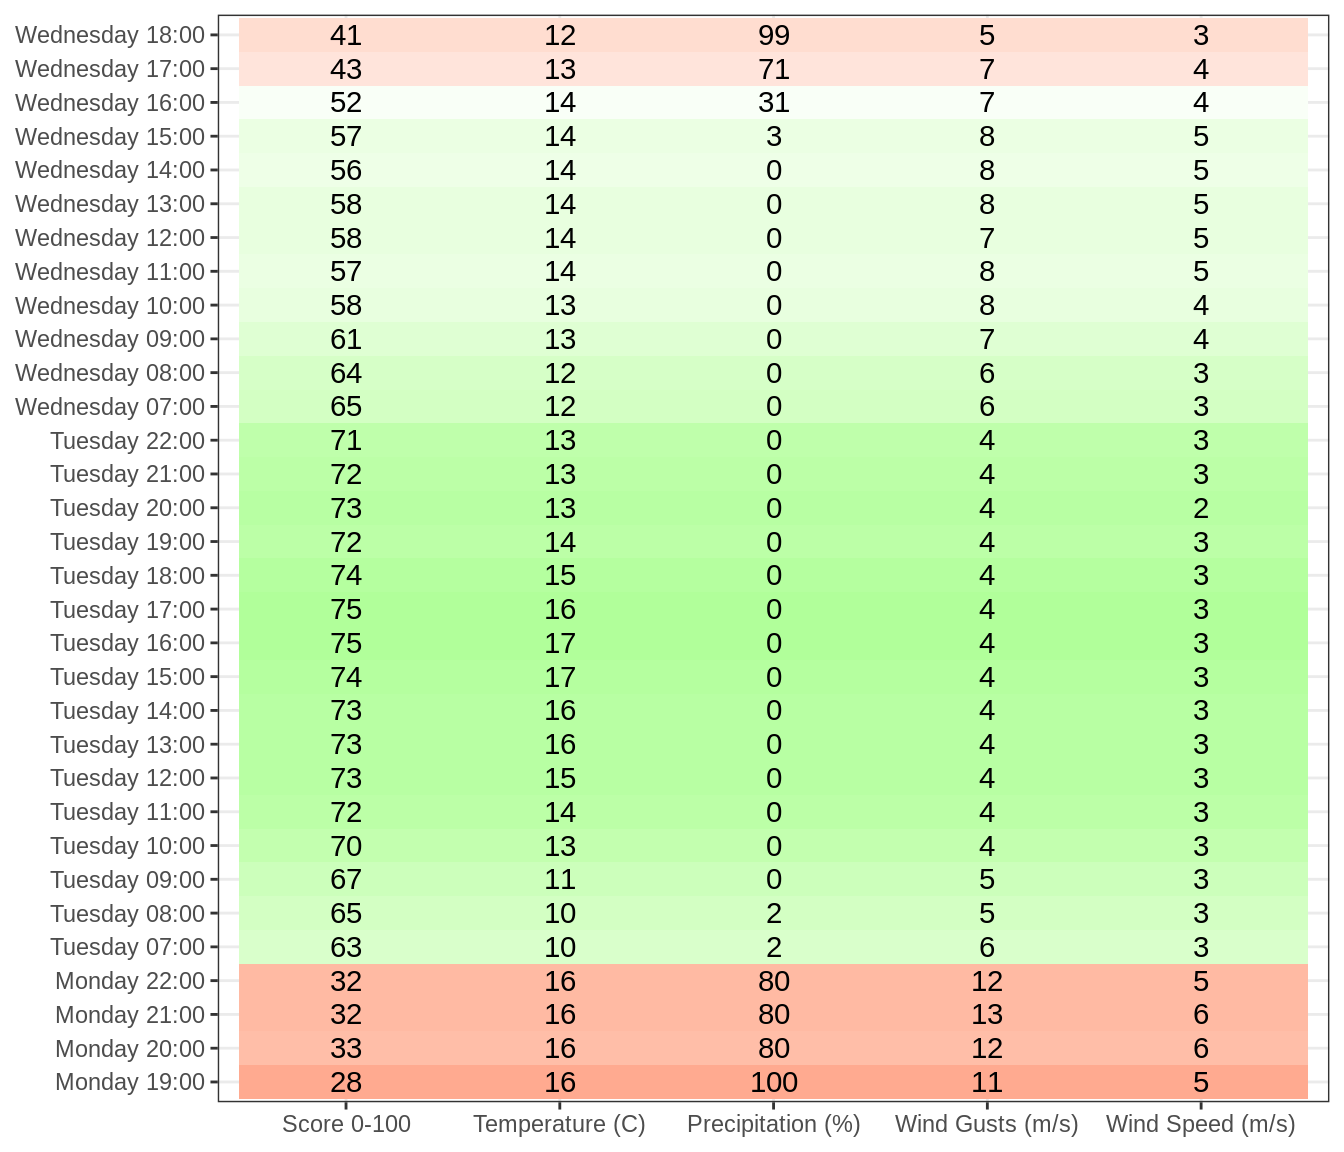 Wednesday 18:00 41 12 99 5 3
Wednesday 17:00 43 13 71 7 4
Wednesday 16:00 52 14 31 7 4
Wednesday 15:00 57 14 3 8 5
Wednesday 14:00 56 14 0 8 5
Wednesday 13:00 58 14 0 8 5
Wednesday 12:00 58 14 0 7 5
Wednesday 11:00 57 14 0 8 5
Wednesday 10:00 58 13 0 8 4
Wednesday 09:00 61 13 0 7 4
Wednesday 08:00 64 12 0 6 3
Wednesday 07:00 65 12 0 6 3
Tuesday 22:00 71 13 0 4 3
Tuesday 21:00 72 13 0 4 3
Tuesday 20:00 73 13 0 4 2
Tuesday 19:00 72 14 0 4 3
Tuesday 18:00 74 15 0 4 3
Tuesday 17:00 75 16 0 4 3
Tuesday 16:00 75 17 0 4 3
Tuesday 15:00 74 17 0 4 3
Tuesday 14:00 73 16 0 4 3
Tuesday 13:00 73 16 0 4 3
Tuesday 12:00 73 15 0 4 3
Tuesday 11:00 72 14 0 4 3
Tuesday 10:00 70 13 0 4 3
Tuesday 09:00 67 11 0 5 3
Tuesday 08:00 65 10 2 5 3
Tuesday 07:00 63 10 2 6 3
Monday 22:00 32 16 80 12 5
Monday 21:00 32 16 80 13 6
Monday 20:00 33 16 80 12 6
Monday 19:00 28 16 100 11 5
Score 0-100 Temperature (C) Precipitation (%) Wind Gusts (m/s) Wind Speed (m/s)